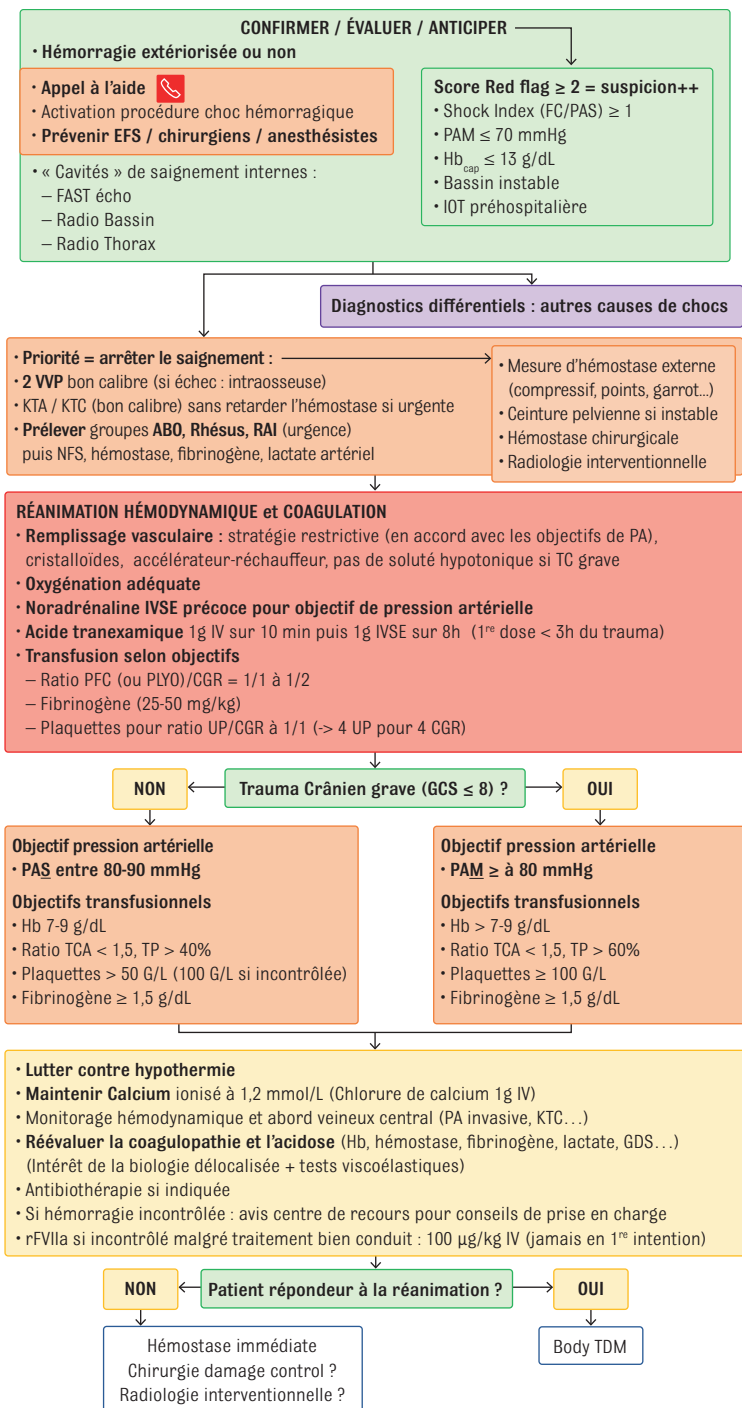 CONFIRMER / ÉVALUER / ANTICIPER
• Hémorragie extériorisée ou non
• Appel à l'aide
• Activation procédure choc hémorragique
• Prévenir EFS / chirurgiens / anesthésistes
• « Cavités » de saignement internes :
– FAST écho
– Radio Bassin
– Radio Thorax
Score Red flag ≥ 2 = suspicion++
• Shock Index (FC/PAS) ≥ 1
• PAM ≤ 70 mmHg
• Hbcap ≤ 13 g/dL
• Bassin instable
• IOT préhospitalière
Diagnostics différentiels : autres causes de chocs
• Priorité = arrêter le saignement :
• 2 VVP bon calibre (si échec : intraosseuse)
• KTA / KTC (bon calibre) sans retarder l'hémostase si urgente
• Prélever groupes ABO, Rhésus, RAI (urgence)
puis NFS, hémostase, fibrinogène, lactate artériel
• Mesure d'hémostase externe
(compressif, points, garrot...)
• Ceinture pelvienne si instable
• Hémostase chirurgicale
• Radiologie interventionnelle
RÉANIMATION HÉMODYNAMIQUE et COAGULATION
• Remplissage vasculaire : stratégie restrictive (en accord avec les objectifs de PA),
cristalloïdes, accélérateur-réchauffeur, pas de soluté hypotonique si TC grave
• Oxygénation adéquate
• Noradrénaline IVSE précoce pour objectif de pression artérielle
• Acide tranexamique 1g IV sur 10 min puis 1g IVSE sur 8h (1re dose < 3h du trauma)
• Transfusion selon objectifs
– Ratio PFC (ou PLYO)/CGR = 1/1 à 1/2
– Fibrinogène (25-50 mg/kg)
– Plaquettes pour ratio UP/CGR à 1/1 (-> 4 UP pour 4 CGR)
NON
Trauma Crânien grave (GCS ≤ 8) ?
OUI
Objectif pression artérielle
• PAS entre 80-90 mmHg
Objectifs transfusionnels
• Hb 7-9 g/dL
• Ratio TCA < 1,5, TP > 40%
• Plaquettes > 50 G/L (100 G/L si incontrôlée)
• Fibrinogène ≥ 1,5 g/dL
Objectif pression artérielle
• PAM ≥ à 80 mmHg
Objectifs transfusionnels
• Hb > 7-9 g/dL
• Ratio TCA < 1,5, TP > 60%
• Plaquettes ≥ 100 G/L
• Fibrinogène ≥ 1,5 g/dL
• Lutter contre hypothermie
• Maintenir Calcium ionisé à 1,2 mmol/L (Chlorure de calcium 1g IV)
• Monitorage hémodynamique et abord veineux central (PA invasive, KTC...)
• Réévaluer la coagulopathie et l'acidose (Hb, hémostase, fibrinogène, lactate, GDS...)
(Intérêt de la biologie délocalisée + tests viscoélastiques)
• Antibiothérapie si indiquée
• Si hémorragie incontrôlée : avis centre de recours pour conseils de prise en charge
• rFVIIa si incontrôlé malgré traitement bien conduit : 100 µg/kg IV (jamais en 1re intention)
NON
Patient répondeur à la réanimation ?
OUI
Hémostase immédiate
Chirurgie damage control ?
Radiologie interventionnelle ?
Body TDM